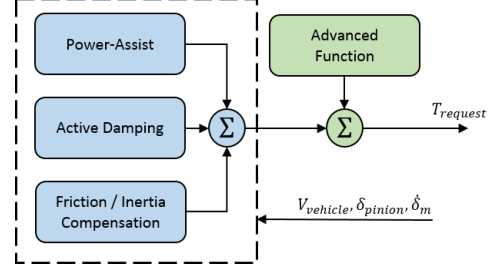 Power-Assist
Advanced
Function
Active Damping
Σ
Σ
T_request
Friction / Inertia
Compensation
V_vehicle, δ_pinion, δ̇_m